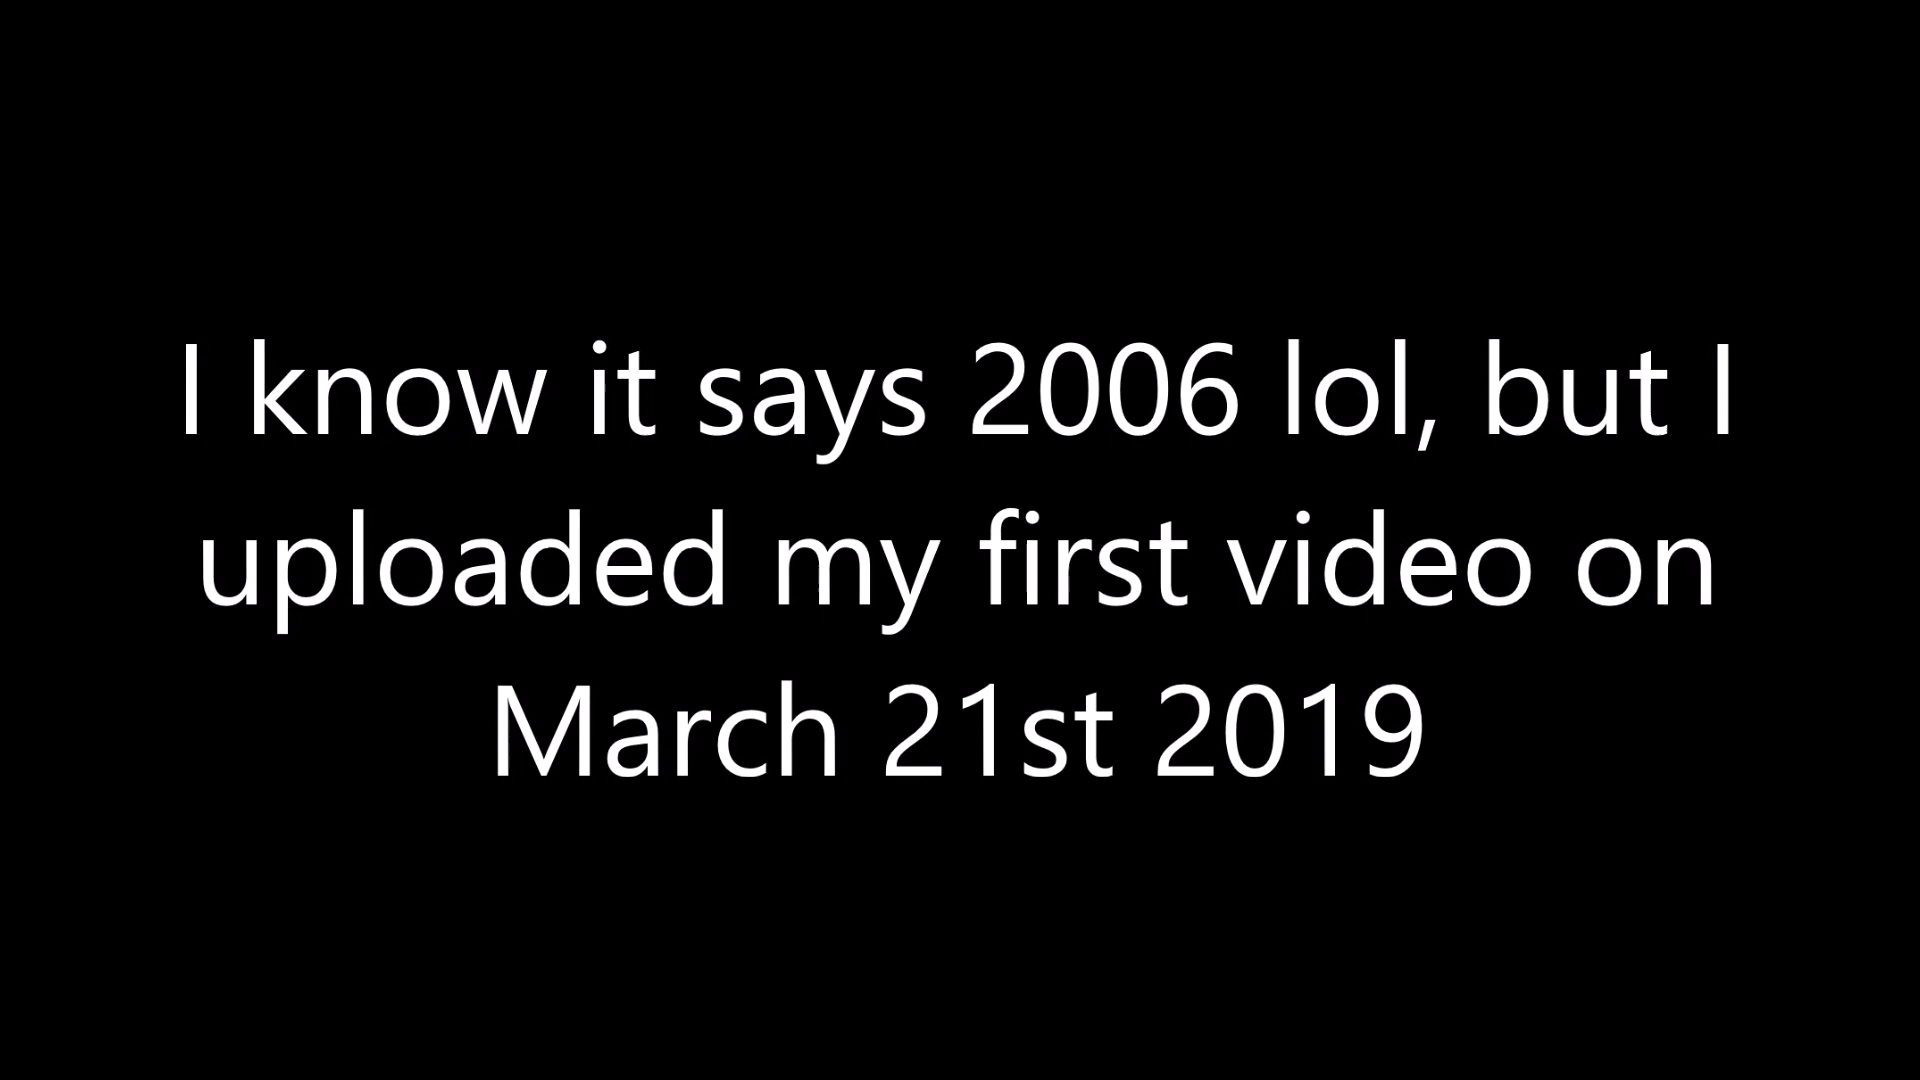 I know it says 2006 lol, but I
uploaded my first video on
March 21st 2019